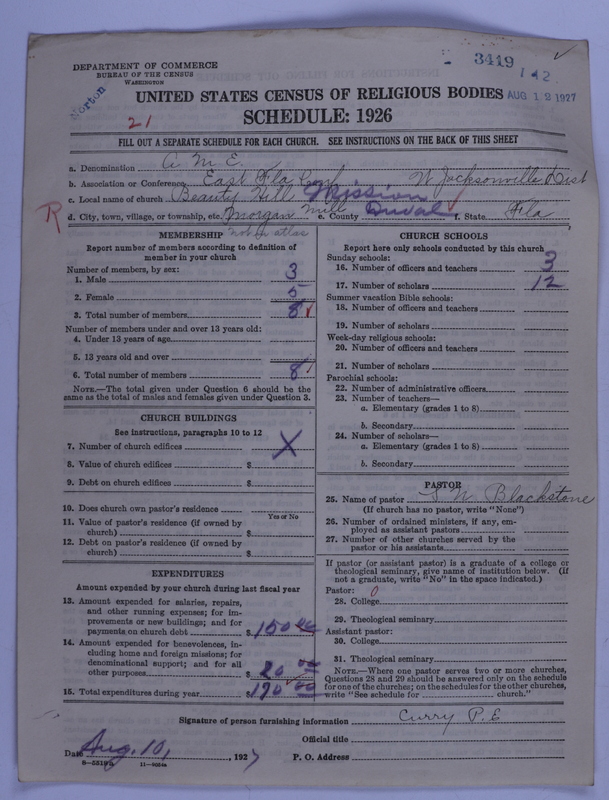 3419
1 42
AUG 12 1927
DEPARTMENT OF COMMERCE
BUREAU OF THE CENSUS
WASHINGTON
Norton
UNITED STATES CENSUS OF RELIGIOUS BODIES
21
SCHEDULE: 1926
FILL OUT A SEPARATE SCHEDULE FOR EACH CHURCH. SEE INSTRUCTIONS ON THE BACK OF THIS SHEET
a. Denomination A. M. E.
b. Association or Conference East Fla Conf W Jacksonville Dist
c. Local name of church Beauty Hill Mission
R
d. City, town, village, or township, etc. Morgan Mill e. County Duval f. State Fla
not in atlas
MEMBERSHIP
Report number of members according to definition of member in your church
Number of members, by sex:
1. Male 3
2. Female 5
3. Total number of members 8
Number of members under and over 13 years old:
4. Under 13 years of age
5. 13 years old and over
6. Total number of members 8
NOTE.—The total given under Question 6 should be the same as the total of males and females given under Question 3.
CHURCH BUILDINGS
See instructions, paragraphs 10 to 12
7. Number of church edifices X
8. Value of church edifices $
9. Debt on church edifices $
10. Does church own pastor's residence
Yes or No
11. Value of pastor's residence (if owned by church) $
12. Debt on pastor's residence (if owned by church) $
EXPENDITURES
Amount expended by your church during last fiscal year
13. Amount expended for salaries, repairs, and other running expenses; for improvements or new buildings; and for payments on church debt $ 150 00
14. Amount expended for benevolences, including home and foreign missions; for denominational support; and for all other purposes $ 20 00
15. Total expenditures during year $ 170 00
CHURCH SCHOOLS
Report here only schools conducted by this church
Sunday schools:
16. Number of officers and teachers 3
17. Number of scholars 12
Summer vacation Bible schools:
18. Number of officers and teachers
19. Number of scholars
Week-day religious schools:
20. Number of officers and teachers
21. Number of scholars
Parochial schools:
22. Number of administrative officers
23. Number of teachers—
a. Elementary (grades 1 to 8)
b. Secondary
24. Number of scholars—
a. Elementary (grades 1 to 8)
b. Secondary
PASTOR
25. Name of pastor S N. Blackstone
(If church has no pastor, write "None")
26. Number of ordained ministers, if any, employed as assistant pastors
27. Number of other churches served by the pastor or his assistants
If pastor (or assistant pastor) is a graduate of a college or theological seminary, give name of institution below. (If not a graduate, write "No" in the space indicated.)
Pastor: 0
28. College
29. Theological seminary
Assistant pastor:
30. College
31. Theological seminary
NOTE.—Where one pastor serves two or more churches, Questions 28 and 29 should be answered only on the schedule for one of the churches; on the schedules for the other churches, write "See schedule for church."
Signature of person furnishing information Curry P. E
Official title
Date Aug. 10, , 1927 P. O. Address